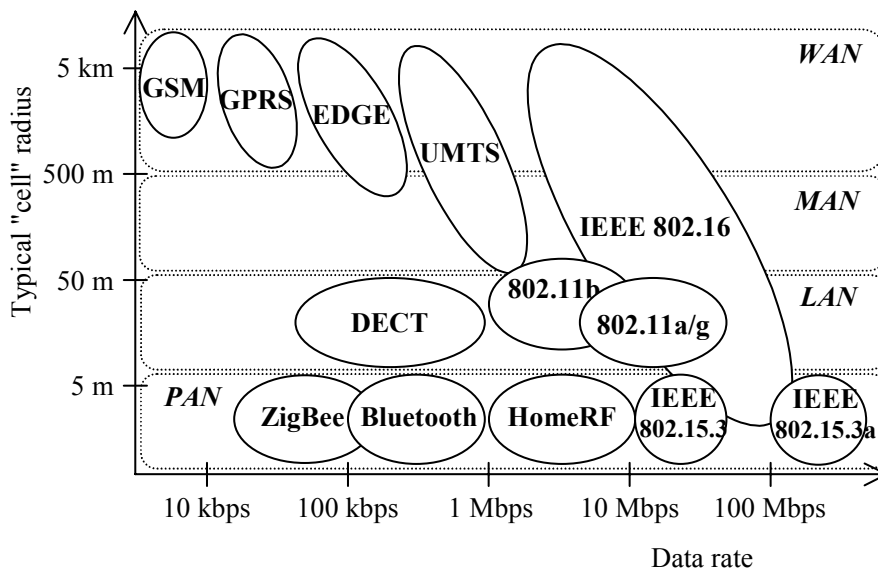 Typical "cell" radius
5 km
500 m
50 m
5 m
WAN
MAN
LAN
PAN
GSM
GPRS
EDGE
UMTS
IEEE 802.16
802.11b
802.11a/g
DECT
ZigBee
Bluetooth
HomeRF
IEEE
802.15.3
IEEE
802.15.3a
10 kbps
100 kbps
1 Mbps
10 Mbps
100 Mbps
Data rate